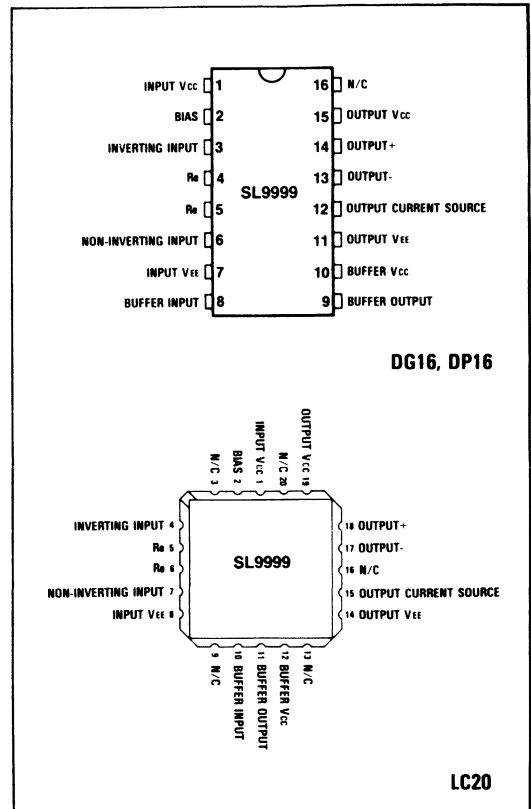 INPUT Vcc 1
BIAS 2
INVERTING INPUT 3
Re 4
Re 5
NON-INVERTING INPUT 6
INPUT VEE 7
BUFFER INPUT 8
SL9999
16 N/C
15 OUTPUT Vcc
14 OUTPUT+
13 OUTPUT-
12 OUTPUT CURRENT SOURCE
11 OUTPUT VEE
10 BUFFER Vcc
9 BUFFER OUTPUT
DG16, DP16
N/C 3
BIAS 2
INPUT Vcc 1
N/C 20
OUTPUT Vcc 19
INVERTING INPUT 4
Re 5
Re 6
NON-INVERTING INPUT 7
INPUT VEE 8
SL9999
18 OUTPUT+
17 OUTPUT-
16 N/C
15 OUTPUT CURRENT SOURCE
14 OUTPUT VEE
9 N/C
10 BUFFER INPUT
11 BUFFER OUTPUT
12 BUFFER Vcc
13 N/C
LC20